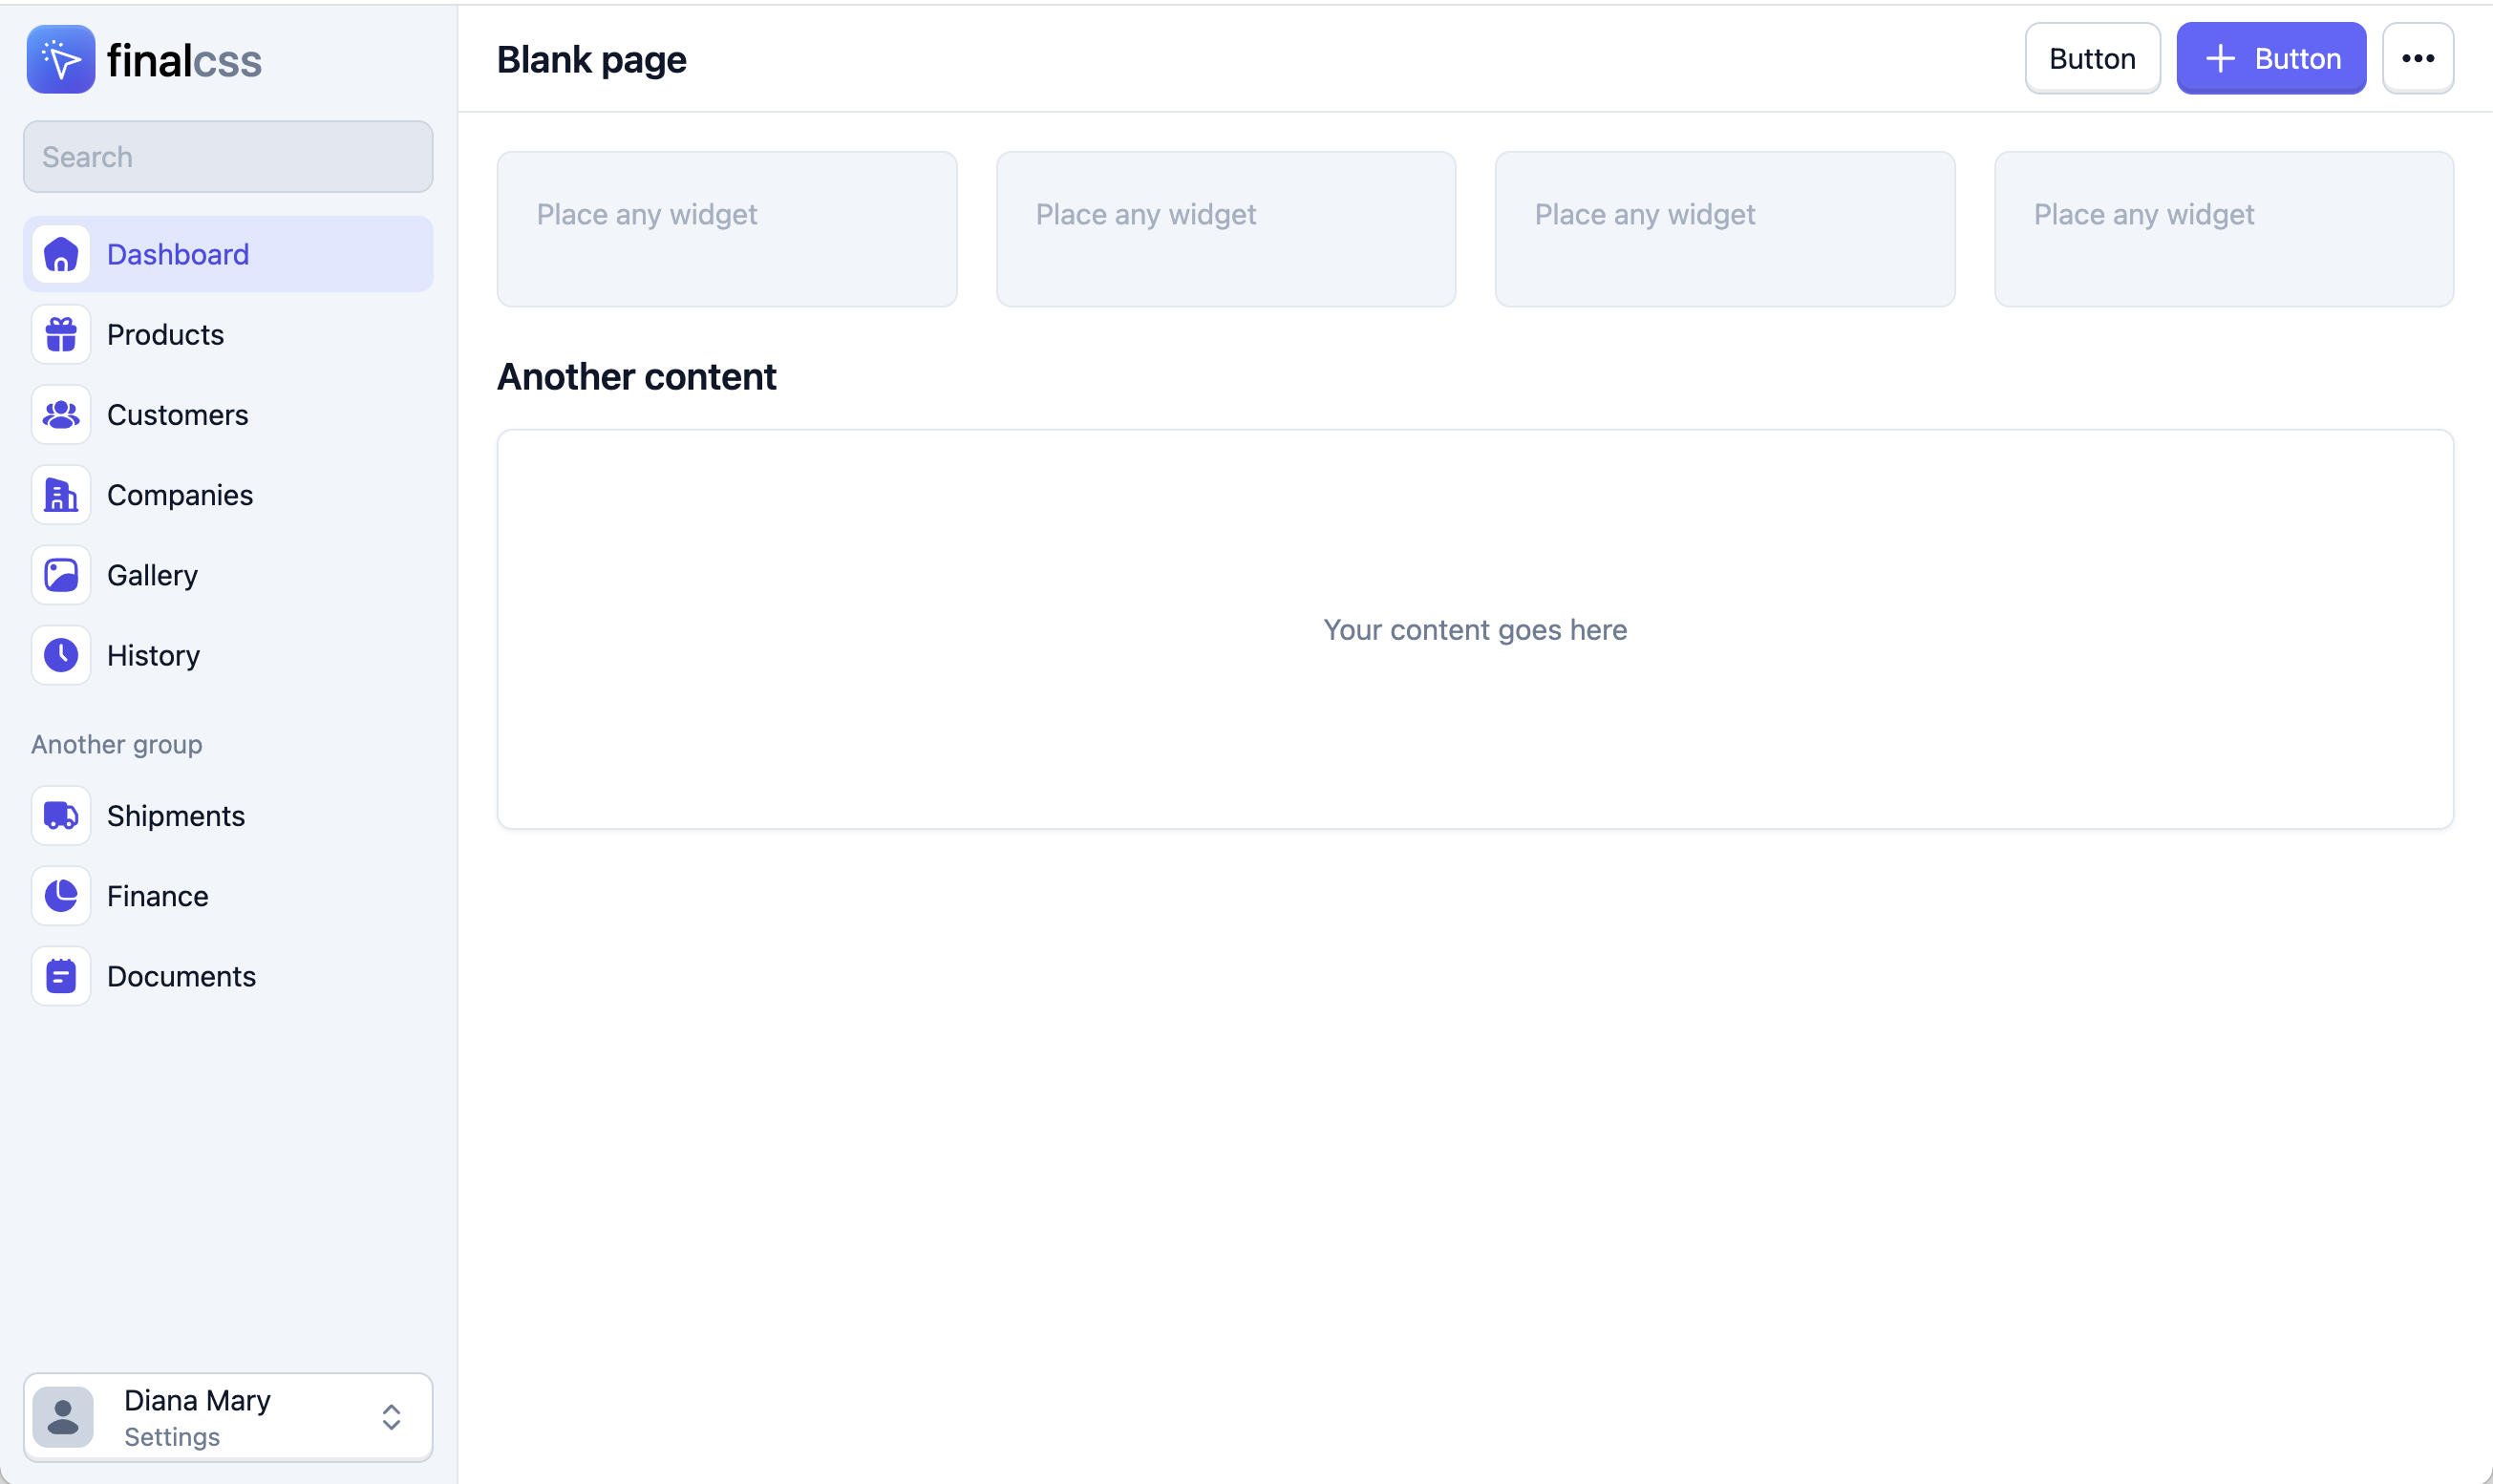 finalcss
Search
Dashboard
Products
Customers
Companies
Gallery
History
Another group
Shipments
Finance
Documents
Diana Mary
Settings
Blank page
Button
Button
Place any widget
Place any widget
Place any widget
Place any widget
Another content
Your content goes here